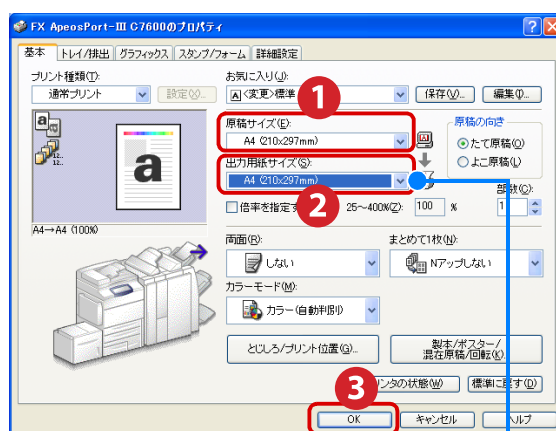 FX ApeosPort-III C7600のプロパティ
基本 トレイ/排出 グラフィックス スタンプ/フォーム 詳細設定
プリント種類(T): お気に入り(J):
通常プリント 設定(X)... A <変更>標準 保存(V)... 編集(I)...
1
原稿サイズ(E): 原稿の向き
A4 (210x297mm) たて原稿(O)
よこ原稿(L)
出力用紙サイズ(S):
A4 (210x297mm) 部数(C):
2
倍率を指定す 25~400%(Z): 100 % 1
a
12..
12..
a
A4→A4 (100%)
両面(R): まとめて1枚(N):
しない Nアップしない
カラーモード(M):
カラー(自動判別)
とじしろ/プリント位置(G)... 製本/ポスター/
混在原稿/回転(K)
3
リンタの状態(W) 標準に戻す(D)
OK キャンセル ヘルプ